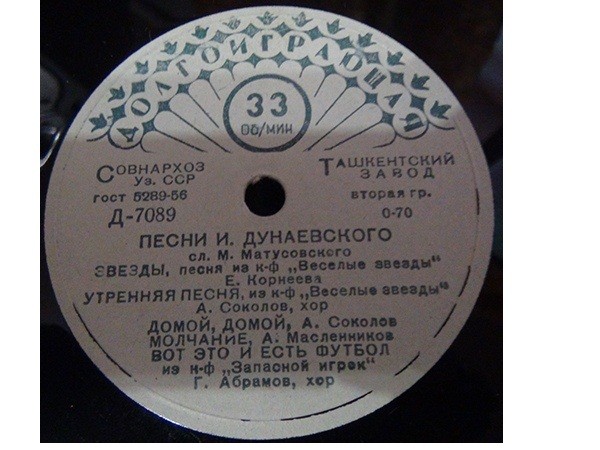 ДОЛГОИГРАЮЩАЯ
33
ОБ/МИН
СОВНАРХОЗ
Уз. ССР
ГОСТ 5289-56
Д-7089
ТАШКЕНТСКИЙ
ЗАВОД
вторая гр.
0-70
ПЕСНИ И. ДУНАЕВСКОГО
сл. М. Матусовского
ЗВЕЗДЫ, песня из к-ф „Веселые звезды"
Е. Корнеева
УТРЕННЯЯ ПЕСНЯ, из к-ф „Веселые звезды"
А. Соколов, хор
ДОМОЙ, ДОМОЙ, А. Соколов
МОЛЧАНИЕ, А. Масленников
ВОТ ЭТО И ЕСТЬ ФУТБОЛ
из к-ф „Запасной игрок"
Г. Абрамов, хор